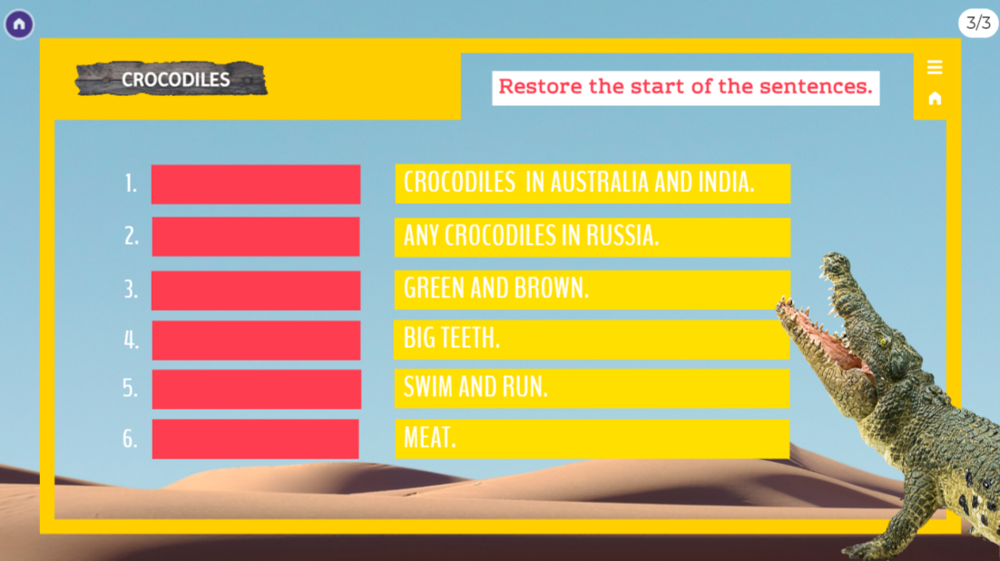 3/3
CROCODILES
Restore the start of the sentences.
1. CROCODILES IN AUSTRALIA AND INDIA.
2. ANY CROCODILES IN RUSSIA.
3. GREEN AND BROWN.
4. BIG TEETH.
5. SWIM AND RUN.
6. MEAT.